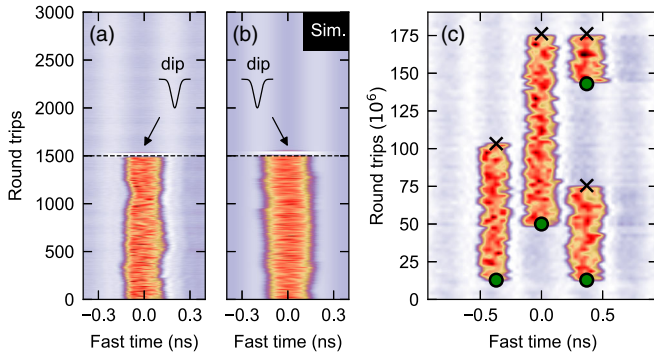 (a)
dip
Round trips
3000
2500
2000
1500
1000
500
0
−0.3
0.0
0.3
Fast time (ns)
(b)
Sim.
dip
−0.3
0.0
0.3
Fast time (ns)
(c)
Round trips (10⁶)
175
150
125
100
75
50
25
0
−0.5
0.0
0.5
Fast time (ns)